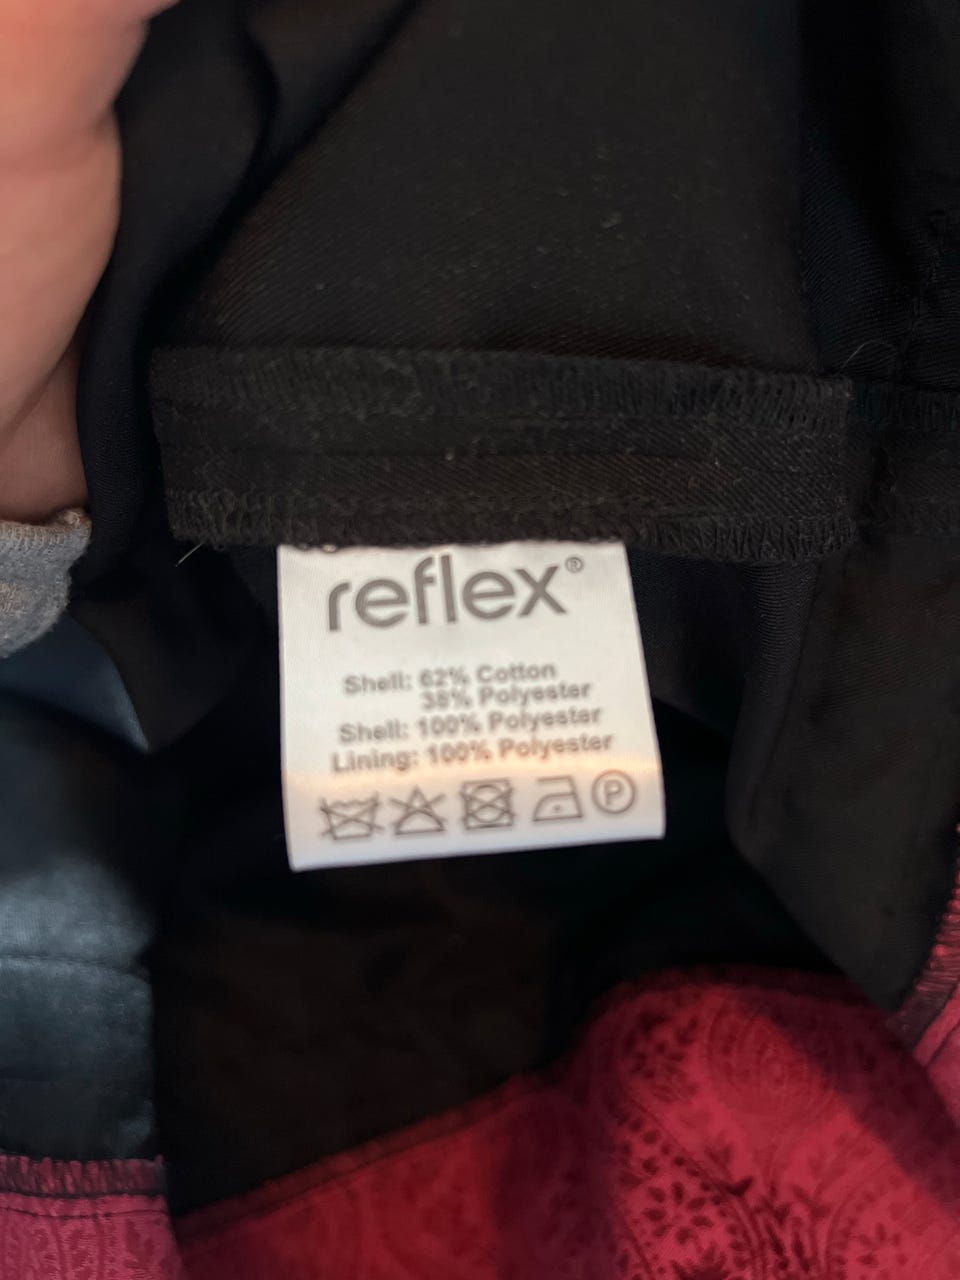 reflex®
Shell: 62% Cotton
38% Polyester
Shell: 100% Polyester
Lining: 100% Polyester
P